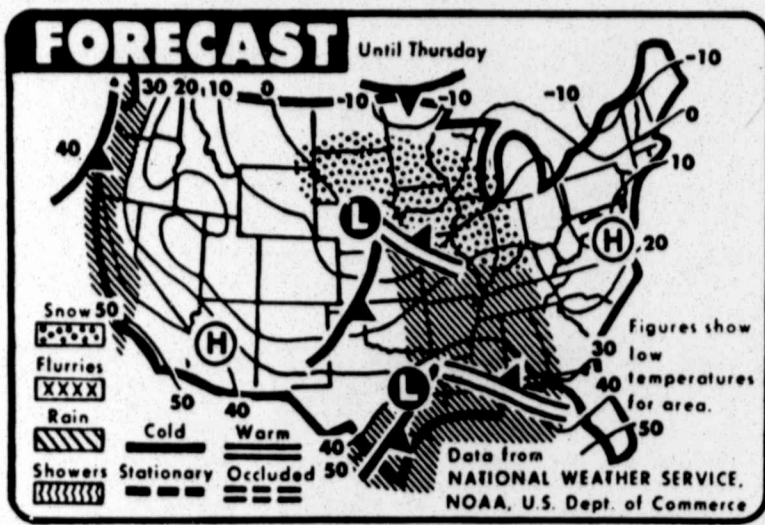 FORECAST
Until Thursday
30 20 10 0 -10 -10 -10 -10
40
0
10
L
H
20
Snow 50
H
Flurries
XXXX
Rain
Showers
50 40
Cold Warm
Stationary Occluded
L
40
50
Figures show
30 low
40 temperatures
for area.
50
Data from
NATIONAL WEATHER SERVICE,
NOAA, U.S. Dept. of Commerce